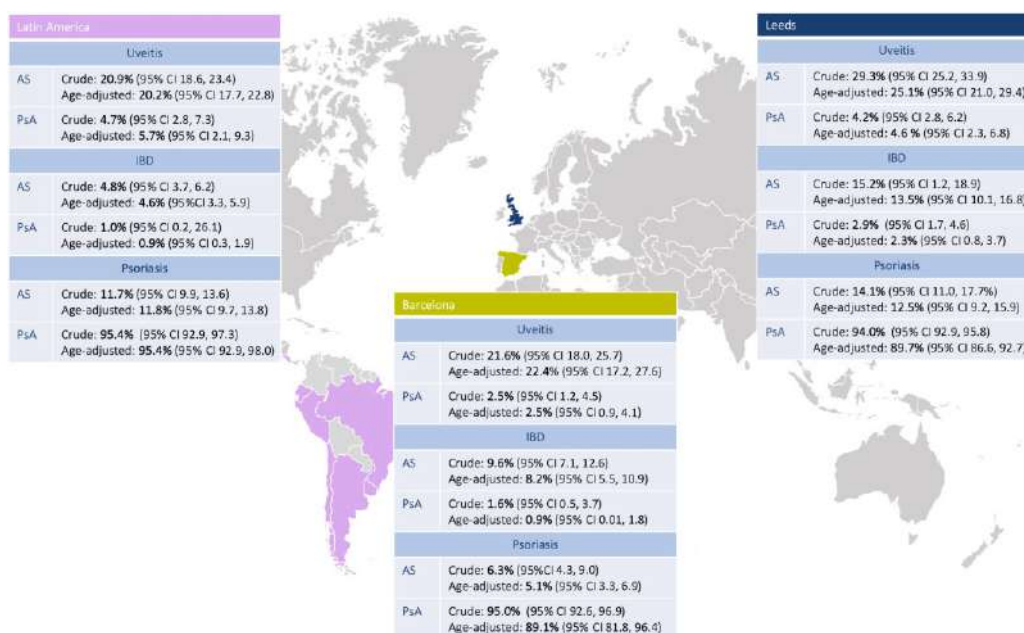 Latin America
Uveitis
AS Crude: 20.9% (95% CI 18.6, 23.4)
Age-adjusted: 20.2% (95% CI 17.7, 22.8)
PsA Crude: 4.7% (95% CI 2.8, 7.3)
Age-adjusted: 5.7% (95% CI 2.1, 9.3)
IBD
AS Crude: 4.8% (95% CI 3.7, 6.2)
Age-adjusted: 4.6% (95%CI 3.3, 5.9)
PsA Crude: 1.0% (95% CI 0.2, 26.1)
Age-adjusted: 0.9% (95% CI 0.3, 1.9)
Psoriasis
AS Crude: 11.7% (95% CI 9.9, 13.6)
Age-adjusted: 11.8% (95% CI 9.7, 13.8)
PsA Crude: 95.4% (95% CI 92.9, 97.3)
Age-adjusted: 95.4% (95% CI 92.9, 98.0)
Barcelona
Uveitis
AS Crude: 21.6% (95% CI 18.0, 25.7)
Age-adjusted: 22.4% (95% CI 17.2, 27.6)
PsA Crude: 2.5% (95% CI 1.2, 4.5)
Age-adjusted: 2.5% (95% CI 0.9, 4.1)
IBD
AS Crude: 9.6% (95% CI 7.1, 12.6)
Age-adjusted: 8.2% (95% CI 5.5, 10.9)
PsA Crude: 1.6% (95% CI 0.5, 3.7)
Age-adjusted: 0.9% (95% CI 0.01, 1.8)
Psoriasis
AS Crude: 6.3% (95%CI 4.3, 9.0)
Age-adjusted: 5.1% (95% CI 3.3, 6.9)
PsA Crude: 95.0% (95% CI 92.6, 96.9)
Age-adjusted: 89.1% (95% CI 81.8, 96.4)
Leeds
Uveitis
AS Crude: 29.3% (95% CI 25.2, 33.9)
Age-adjusted: 25.1% (95% CI 21.0, 29.4)
PsA Crude: 4.2% (95% CI 2.8, 6.2)
Age-adjusted: 4.6 % (95% CI 2.3, 6.8)
IBD
AS Crude: 15.2% (95% CI 1.2, 18.9)
Age-adjusted: 13.5% (95% CI 10.1, 16.8)
PsA Crude: 2.9% (95% CI 1.7, 4.6)
Age-adjusted: 2.3% (95% CI 0.8, 3.7)
Psoriasis
AS Crude: 14.1% (95% CI 11.0, 17.7%)
Age-adjusted: 12.5% (95% CI 9.2, 15.9)
PsA Crude: 94.0% (95% CI 92.9, 95.8)
Age-adjusted: 89.7% (95% CI 86.6, 92.7)